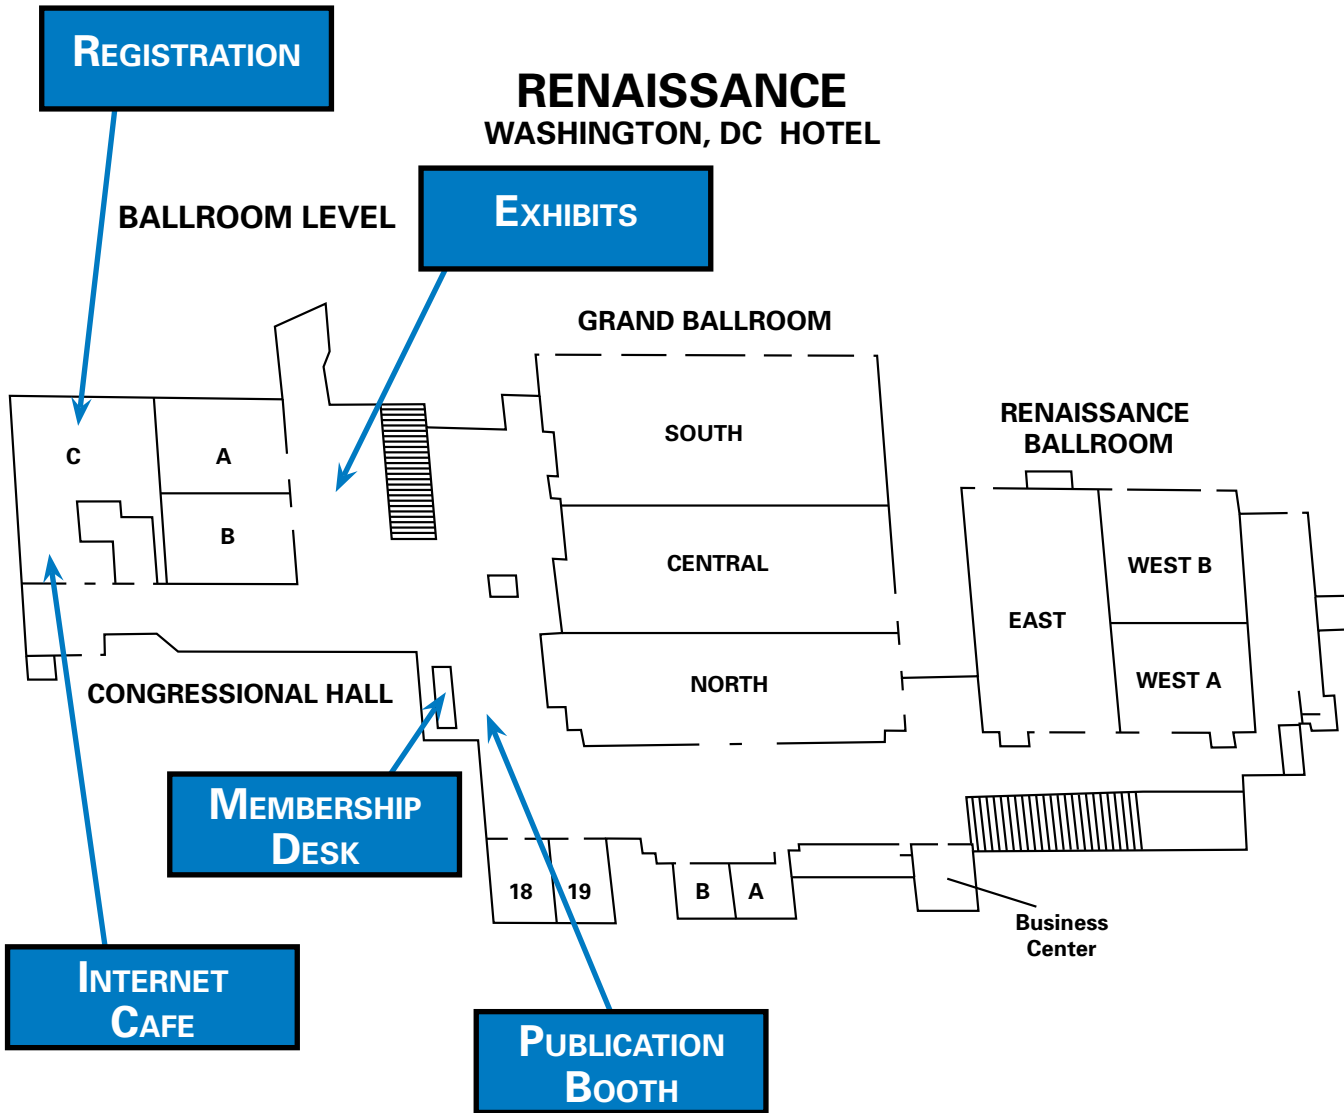 REGISTRATION
RENAISSANCE
WASHINGTON, DC HOTEL
BALLROOM LEVEL
EXHIBITS
GRAND BALLROOM
SOUTH
CENTRAL
NORTH
RENAISSANCE
BALLROOM
EAST
WEST B
WEST A
C
A
B
CONGRESSIONAL HALL
MEMBERSHIP
DESK
18
19
B
A
Business
Center
INTERNET
CAFE
PUBLICATION
BOOTH